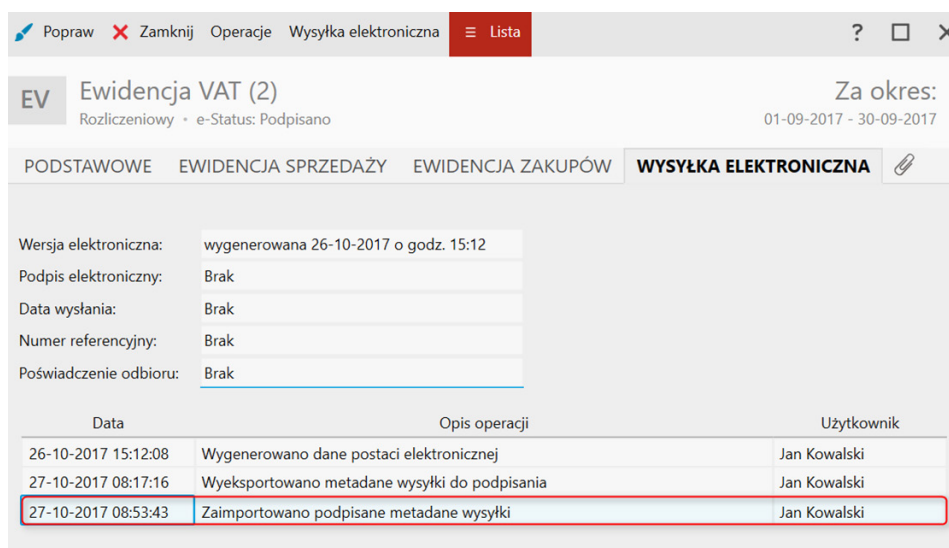 Popraw Zamknij Operacje Wysyłka elektroniczna ≡ Lista ?
EV Ewidencja VAT (2) Za okres:
Rozliczeniowy • e-Status: Podpisano 01-09-2017 - 30-09-2017
PODSTAWOWE EWIDENCJA SPRZEDAŻY EWIDENCJA ZAKUPÓW WYSYŁKA ELEKTRONICZNA
Wersja elektroniczna: wygenerowana 26-10-2017 o godz. 15:12
Podpis elektroniczny: Brak
Data wysłania: Brak
Numer referencyjny: Brak
Poświadczenie odbioru: Brak
Data Opis operacji Użytkownik
26-10-2017 15:12:08 Wygenerowano dane postaci elektronicznej Jan Kowalski
27-10-2017 08:17:16 Wyeksportowano metadane wysyłki do podpisania Jan Kowalski
27-10-2017 08:53:43 Zaimportowano podpisane metadane wysyłki Jan Kowalski